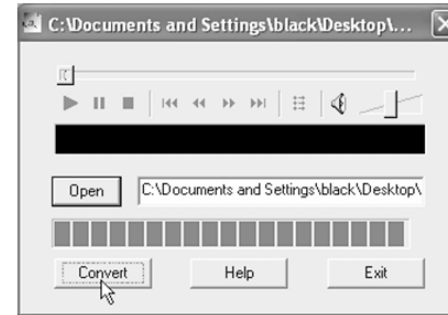 C:\Documents and Settings\black\Desktop\...
Open
C:\Documents and Settings\black\Desktop\
Convert
Help
Exit